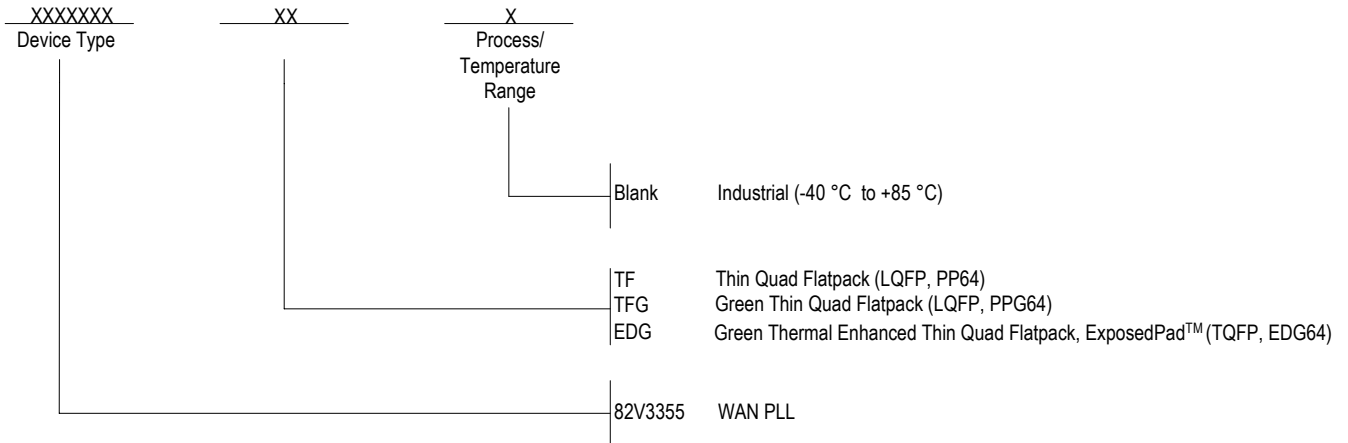 XXXXXXX XX X
Device Type
Process/
Temperature
Range
Blank Industrial (-40 °C to +85 °C)
TF Thin Quad Flatpack (LQFP, PP64)
TFG Green Thin Quad Flatpack (LQFP, PPG64)
EDG Green Thermal Enhanced Thin Quad Flatpack, ExposedPad™ (TQFP, EDG64)
82V3355 WAN PLL